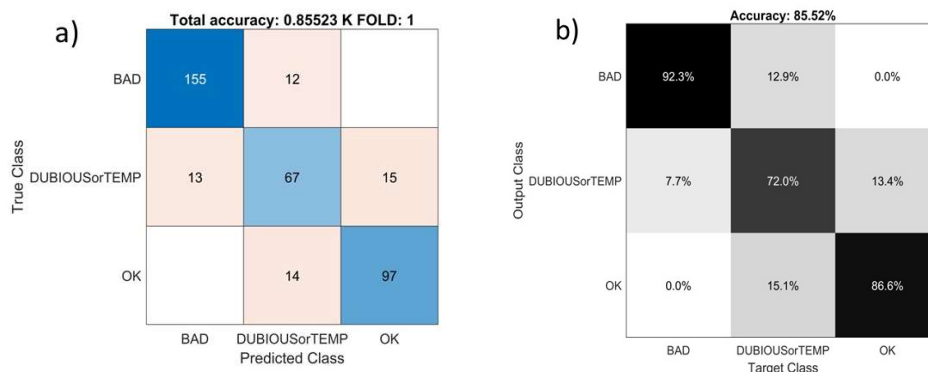 a)
Total accuracy: 0.85523 K FOLD: 1
True Class
BAD
155
12
DUBIOUSorTEMP
13
67
15
OK
14
97
BAD
DUBIOUSorTEMP
OK
Predicted Class
b)
Accuracy: 85.52%
Output Class
BAD
92.3%
12.9%
0.0%
DUBIOUSorTEMP
7.7%
72.0%
13.4%
OK
0.0%
15.1%
86.6%
BAD
DUBIOUSorTEMP
OK
Target Class